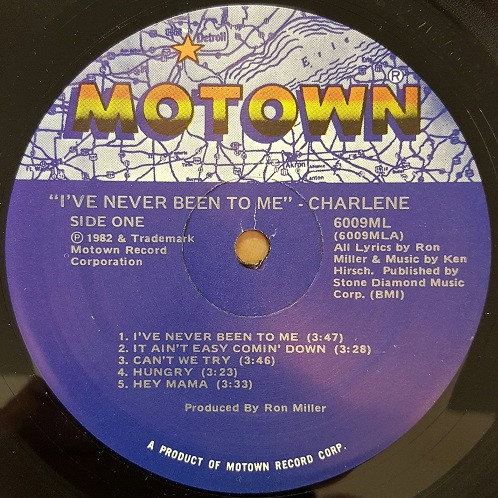 Detroit
Erie
MOTOWN®
Akron
"I'VE NEVER BEEN TO ME" - CHARLENE
SIDE ONE
℗ 1982 & Trademark
Motown Record
Corporation
6009ML
(6009MLA)
All Lyrics by Ron
Miller & Music by Ken
Hirsch. Published by
Stone Diamond Music
Corp. (BMI)
1. I'VE NEVER BEEN TO ME (3:47)
2. IT AIN'T EASY COMIN' DOWN (3:28)
3. CAN'T WE TRY (3:46)
4. HUNGRY (3:23)
5. HEY MAMA (3:33)
Produced By Ron Miller
A PRODUCT OF MOTOWN RECORD CORP.